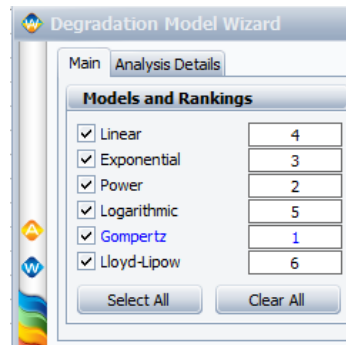 Degradation Model Wizard
Main Analysis Details
Models and Rankings
Linear 4
Exponential 3
Power 2
Logarithmic 5
Gompertz 1
Lloyd-Lipow 6
Select All Clear All